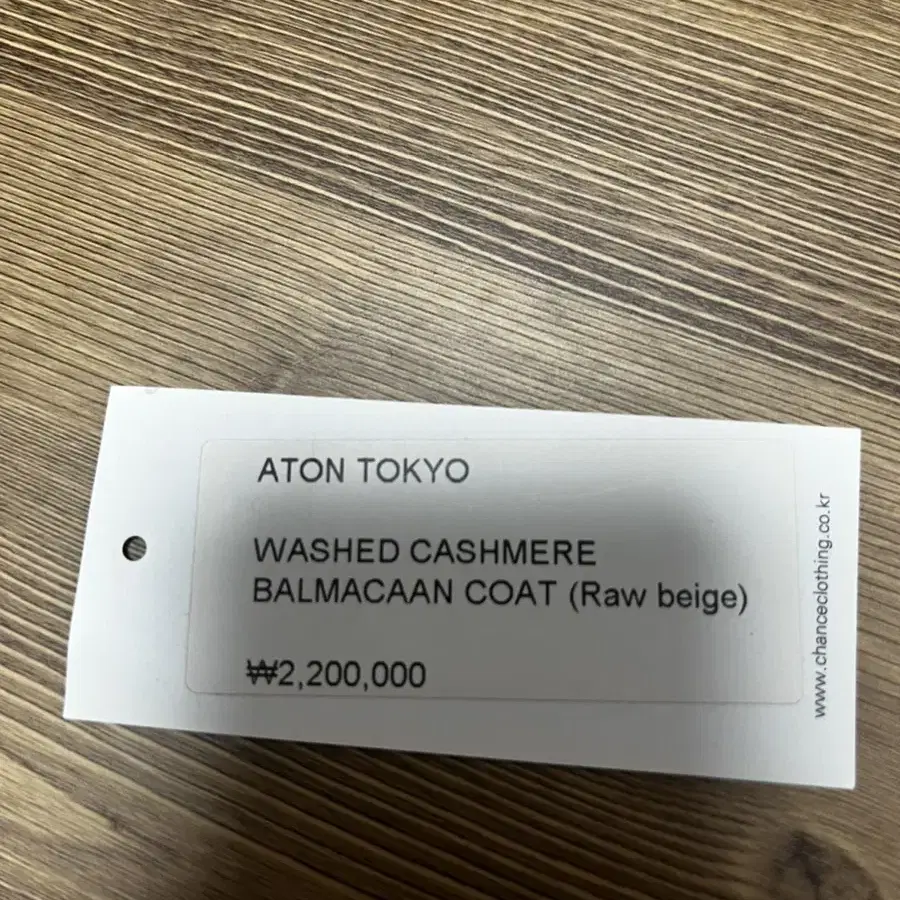 ATON TOKYO
WASHED CASHMERE
BALMACAAN COAT (Raw beige)
₩2,200,000
www.chanceclothing.co.kr